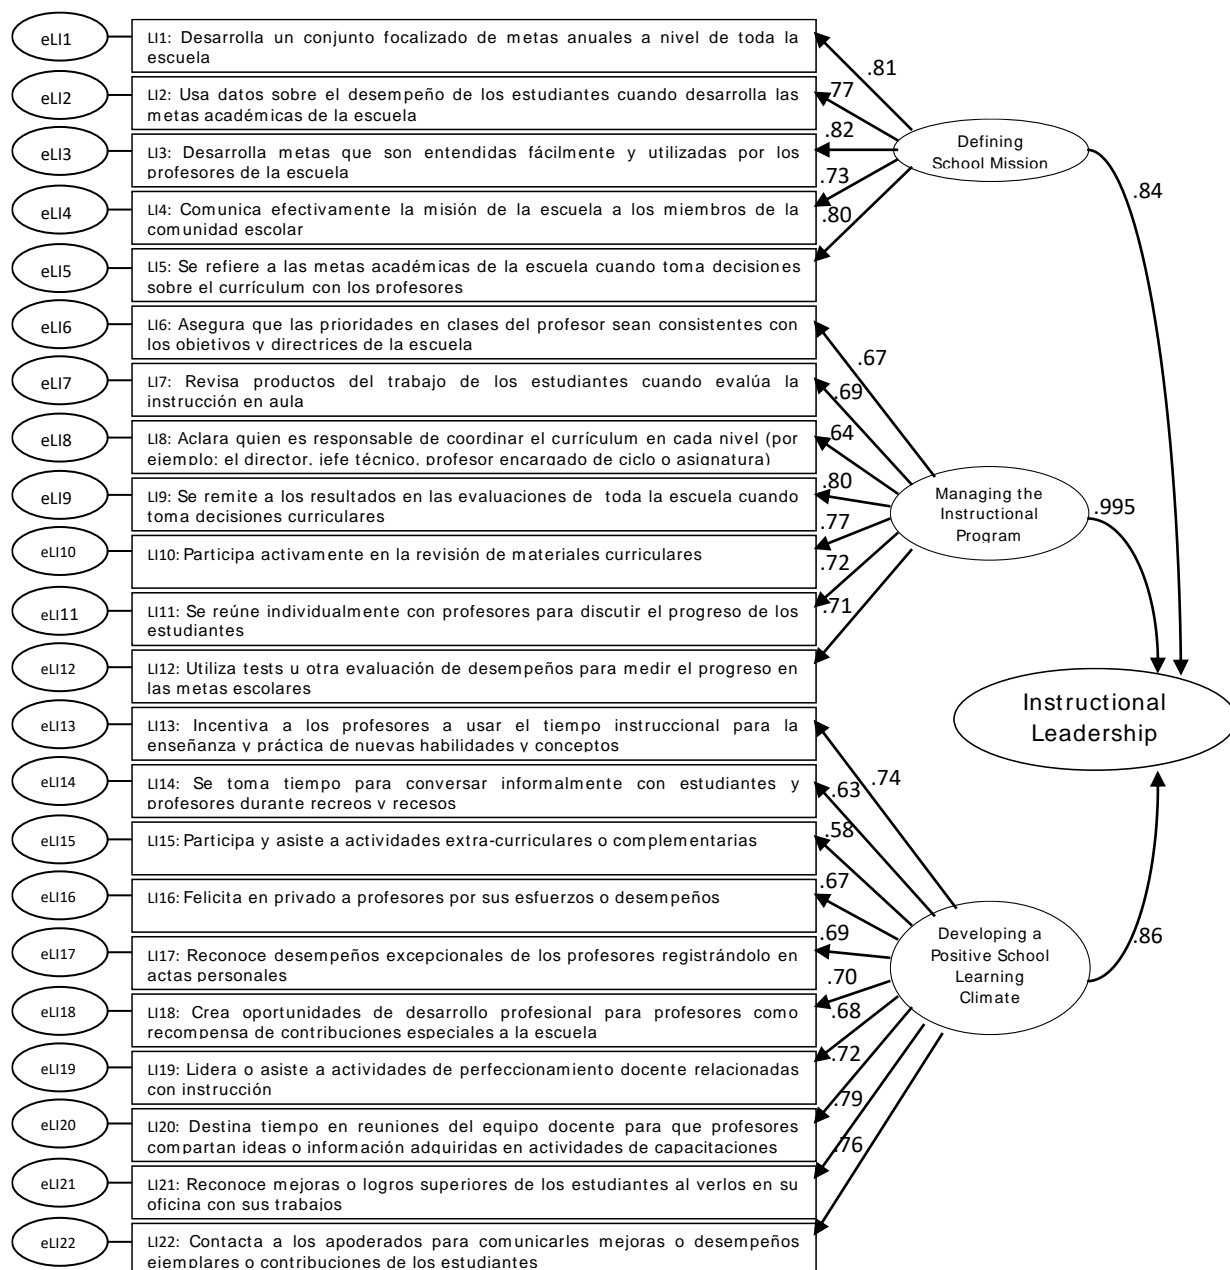 eLI1
LI1: Desarrolla un conjunto focalizado de metas anuales a nivel de toda la
escuela
.81
eLI2
LI2: Usa datos sobre el desempeño de los estudiantes cuando desarrolla las
metas académicas de la escuela
.77
eLI3
LI3: Desarrolla metas que son entendidas fácilmente y utilizadas por los
profesores de la escuela
.82
Defining
School Mission
.73
.84
eLI4
LI4: Comunica efectivamente la misión de la escuela a los miembros de la
comunidad escolar
.80
eLI5
LI5: Se refiere a las metas académicas de la escuela cuando toma decisiones
sobre el currículum con los profesores
eLI6
LI6: Asegura que las prioridades en clases del profesor sean consistentes con
los objetivos y directrices de la escuela
.67
eLI7
LI7: Revisa productos del trabajo de los estudiantes cuando evalúa la
instrucción en aula
.69
eLI8
LI8: Aclara quien es responsable de coordinar el currículum en cada nivel (por
ejemplo: el director, jefe técnico, profesor encargado de ciclo o asignatura)
.64
eLI9
LI9: Se remite a los resultados en las evaluaciones de toda la escuela cuando
toma decisiones curriculares
.80
Managing the
Instructional
Program
.995
.77
eLI10
LI10: Participa activamente en la revisión de materiales curriculares
.72
eLI11
LI11: Se reúne individualmente con profesores para discutir el progreso de los
estudiantes
.71
eLI12
LI12: Utiliza tests u otra evaluación de desempeños para medir el progreso en
las metas escolares
Instructional
Leadership
eLI13
LI13: Incentiva a los profesores a usar el tiempo instruccional para la
enseñanza y práctica de nuevas habilidades y conceptos
.74
eLI14
LI14: Se toma tiempo para conversar informalmente con estudiantes y
profesores durante recreos y recesos
.63
eLI15
LI15: Participa y asiste a actividades extra-curriculares o complementarias
.58
eLI16
LI16: Felicita en privado a profesores por sus esfuerzos o desempeños
.67
eLI17
LI17: Reconoce desempeños excepcionales de los profesores registrándolo en
actas personales
.69
Developing a
Positive School
Learning
Climate
.86
.70
eLI18
LI18: Crea oportunidades de desarrollo profesional para profesores como
recompensa de contribuciones especiales a la escuela
.68
eLI19
LI19: Lidera o asiste a actividades de perfeccionamiento docente relacionadas
con instrucción
.72
eLI20
LI20: Destina tiempo en reuniones del equipo docente para que profesores
compartan ideas o información adquiridas en actividades de capacitaciones
.79
.76
eLI21
LI21: Reconoce mejoras o logros superiores de los estudiantes al verlos en su
oficina con sus trabajos
eLI22
LI22: Contacta a los apoderados para comunicarles mejoras o desempeños
ejemplares o contribuciones de los estudiantes